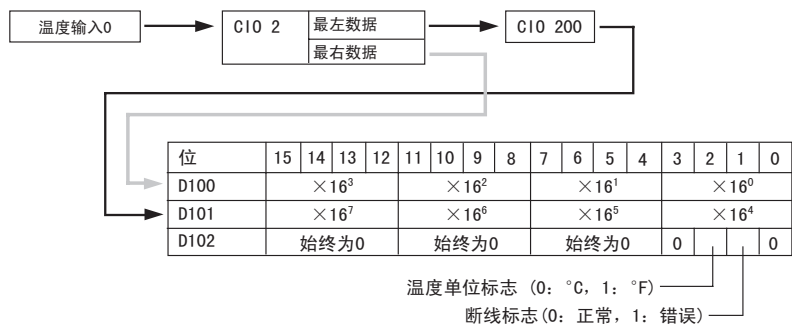 温度输入0
CIO 2
最左数据
最右数据
CIO 200
位 15 14 13 12 11 10 9 8 7 6 5 4 3 2 1 0
D100 ×16³ ×16² ×16¹ ×16⁰
D101 ×16⁷ ×16⁶ ×16⁵ ×16⁴
D102 始终为0 始终为0 始终为0 0 0
温度单位标志 (0: °C, 1: °F)
断线标志(0: 正常, 1: 错误)